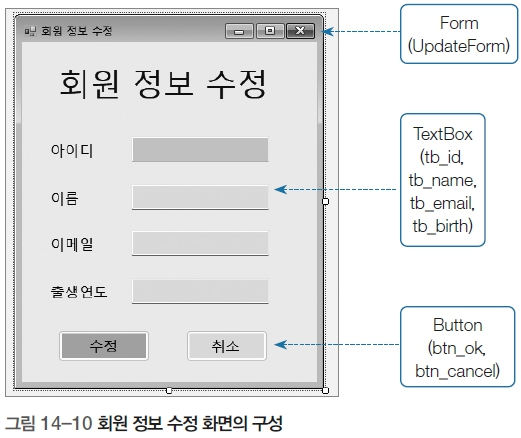 회원 정보 수정
회원 정보 수정
아이디
이름
이메일
출생연도
수정
취소
Form
(UpdateForm)
TextBox
(tb_id,
tb_name,
tb_email,
tb_birth)
Button
(btn_ok,
btn_cancel)
그림 14-10 회원 정보 수정 화면의 구성